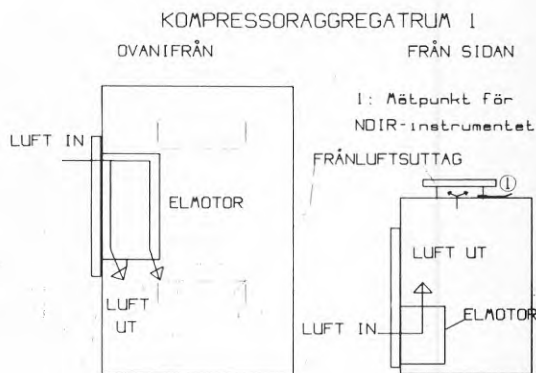 KOMPRESSORAGGREGATRUM 1
OVANIFRÅN
FRÅN SIDAN
1: Mätpunkt för
NDIR-instrumentet
LUFT IN
FRÅNLUFTSUTTAG
1
ELMOTOR
LUFT UT
LUFT
UT
LUFT IN
ELMOTOR